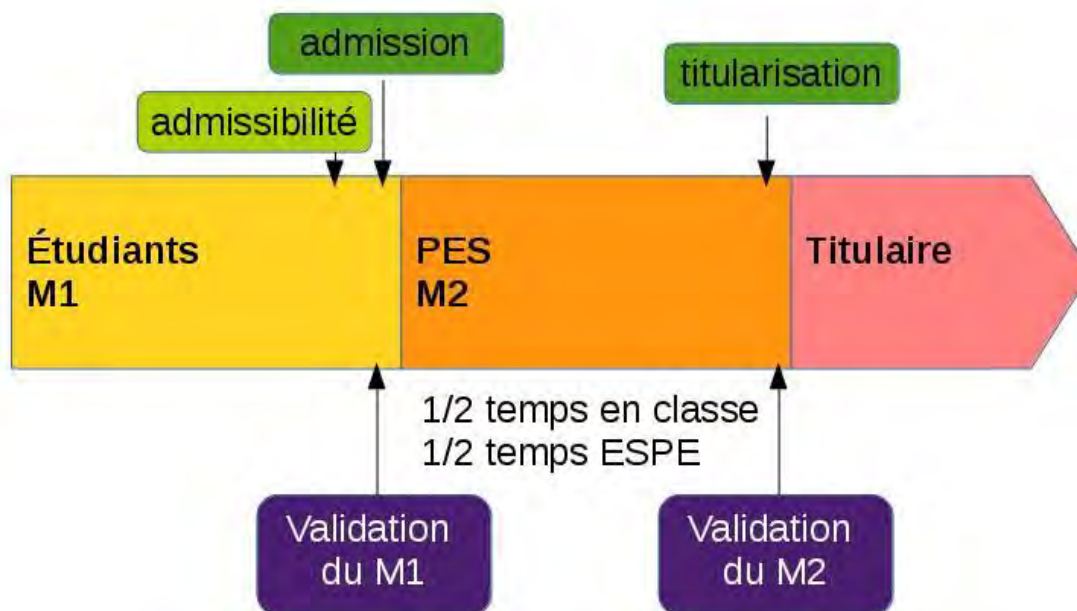 admission
admissibilité
titularisation
Étudiants
M1
PES
M2
Titulaire
1/2 temps en classe
1/2 temps ESPE
Validation
du M1
Validation
du M2